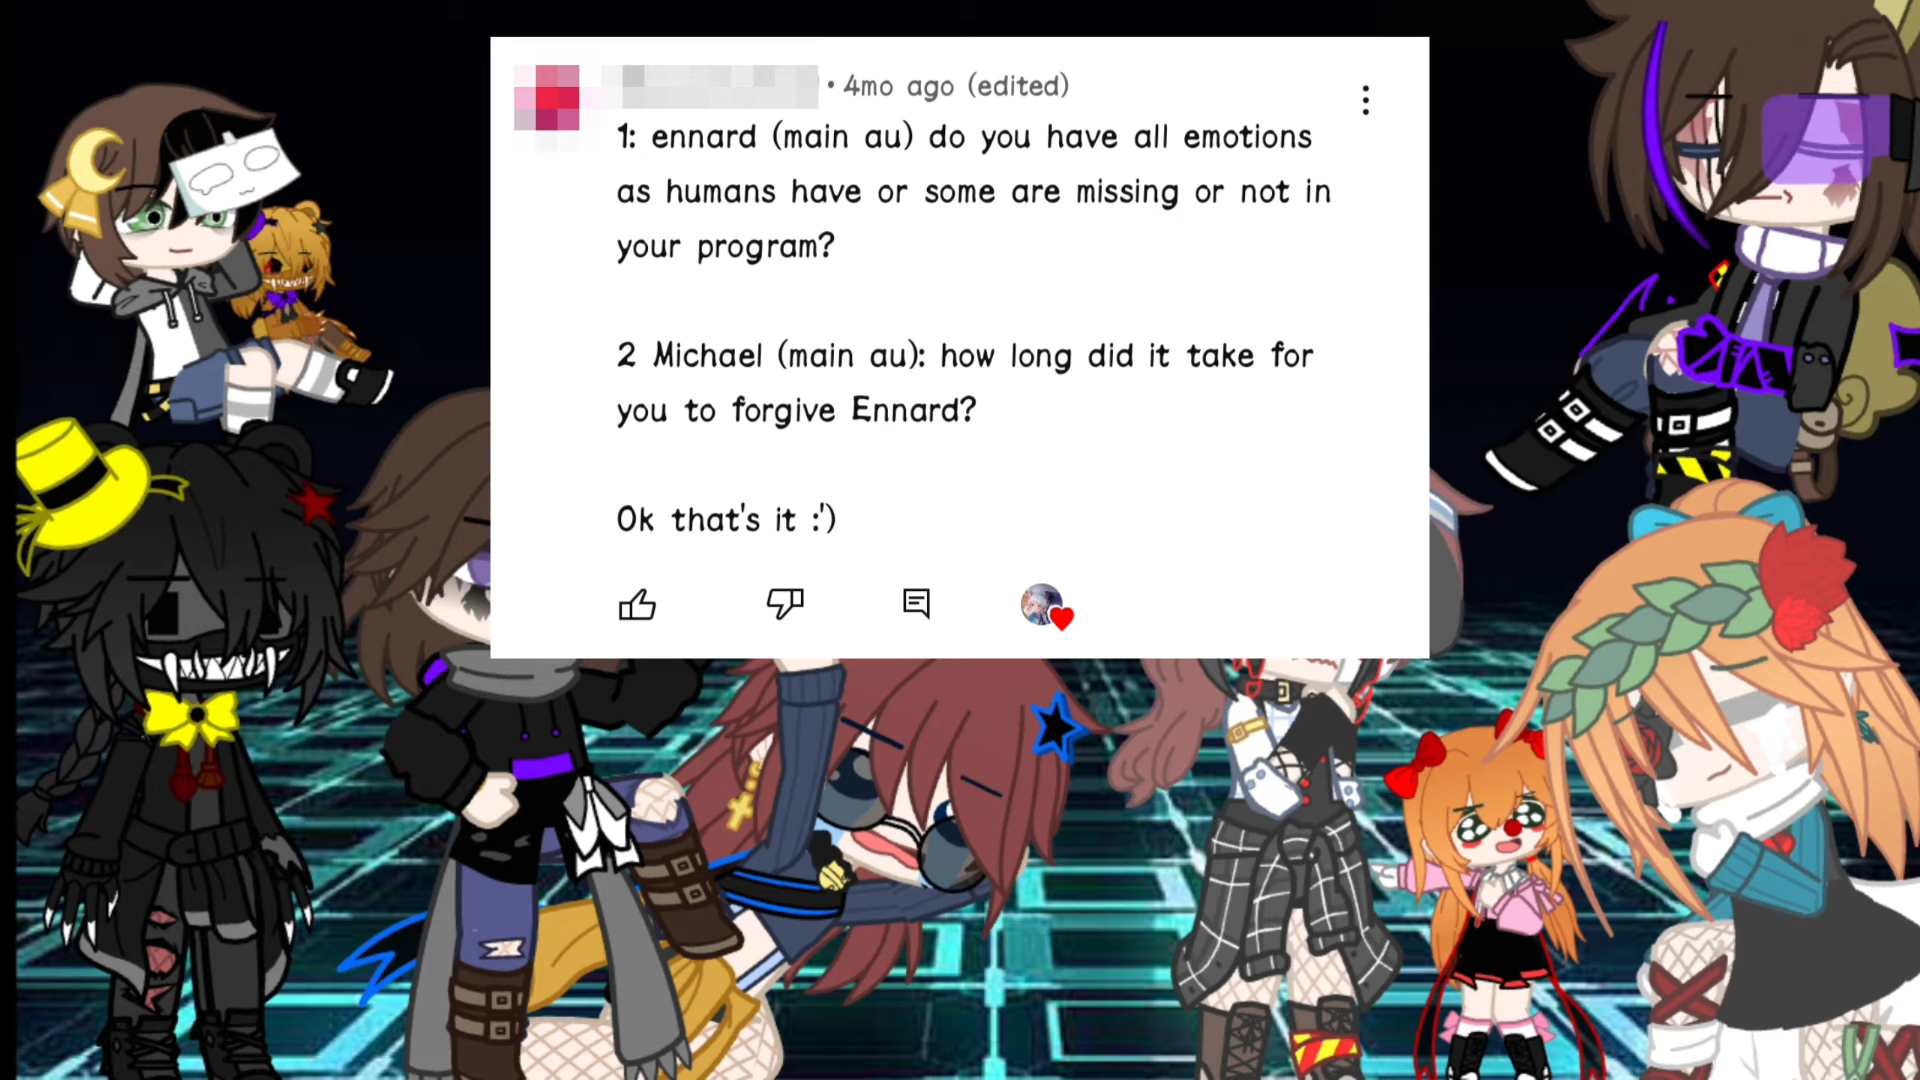 • 4mo ago (edited)
1: ennard (main au) do you have all emotions
as humans have or some are missing or not in
your program?
2 Michael (main au): how long did it take for
you to forgive Ennard?
Ok that's it :')